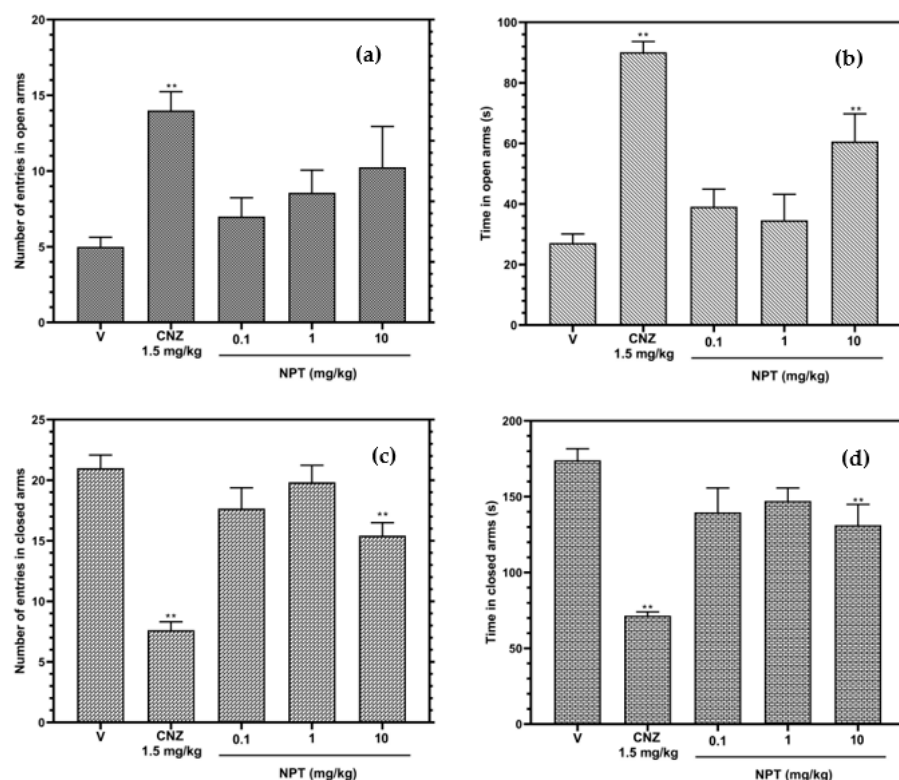 (a)
Number of entries in open arms
20
15
10
5
0
V
CNZ
1.5 mg/kg
0.1
1
10
NPT (mg/kg)
**
(b)
Time in open arms (s)
100
80
60
40
20
0
V
CNZ
1.5 mg/kg
0.1
1
10
NPT (mg/kg)
**
**
(c)
Number of entries in closed arms
25
20
15
10
5
0
V
CNZ
1.5 mg/kg
0.1
1
10
NPT (mg/kg)
**
**
(d)
Time in closed arms (s)
200
150
100
50
0
V
CNZ
1.5 mg/kg
0.1
1
10
NPT (mg/kg)
**
**